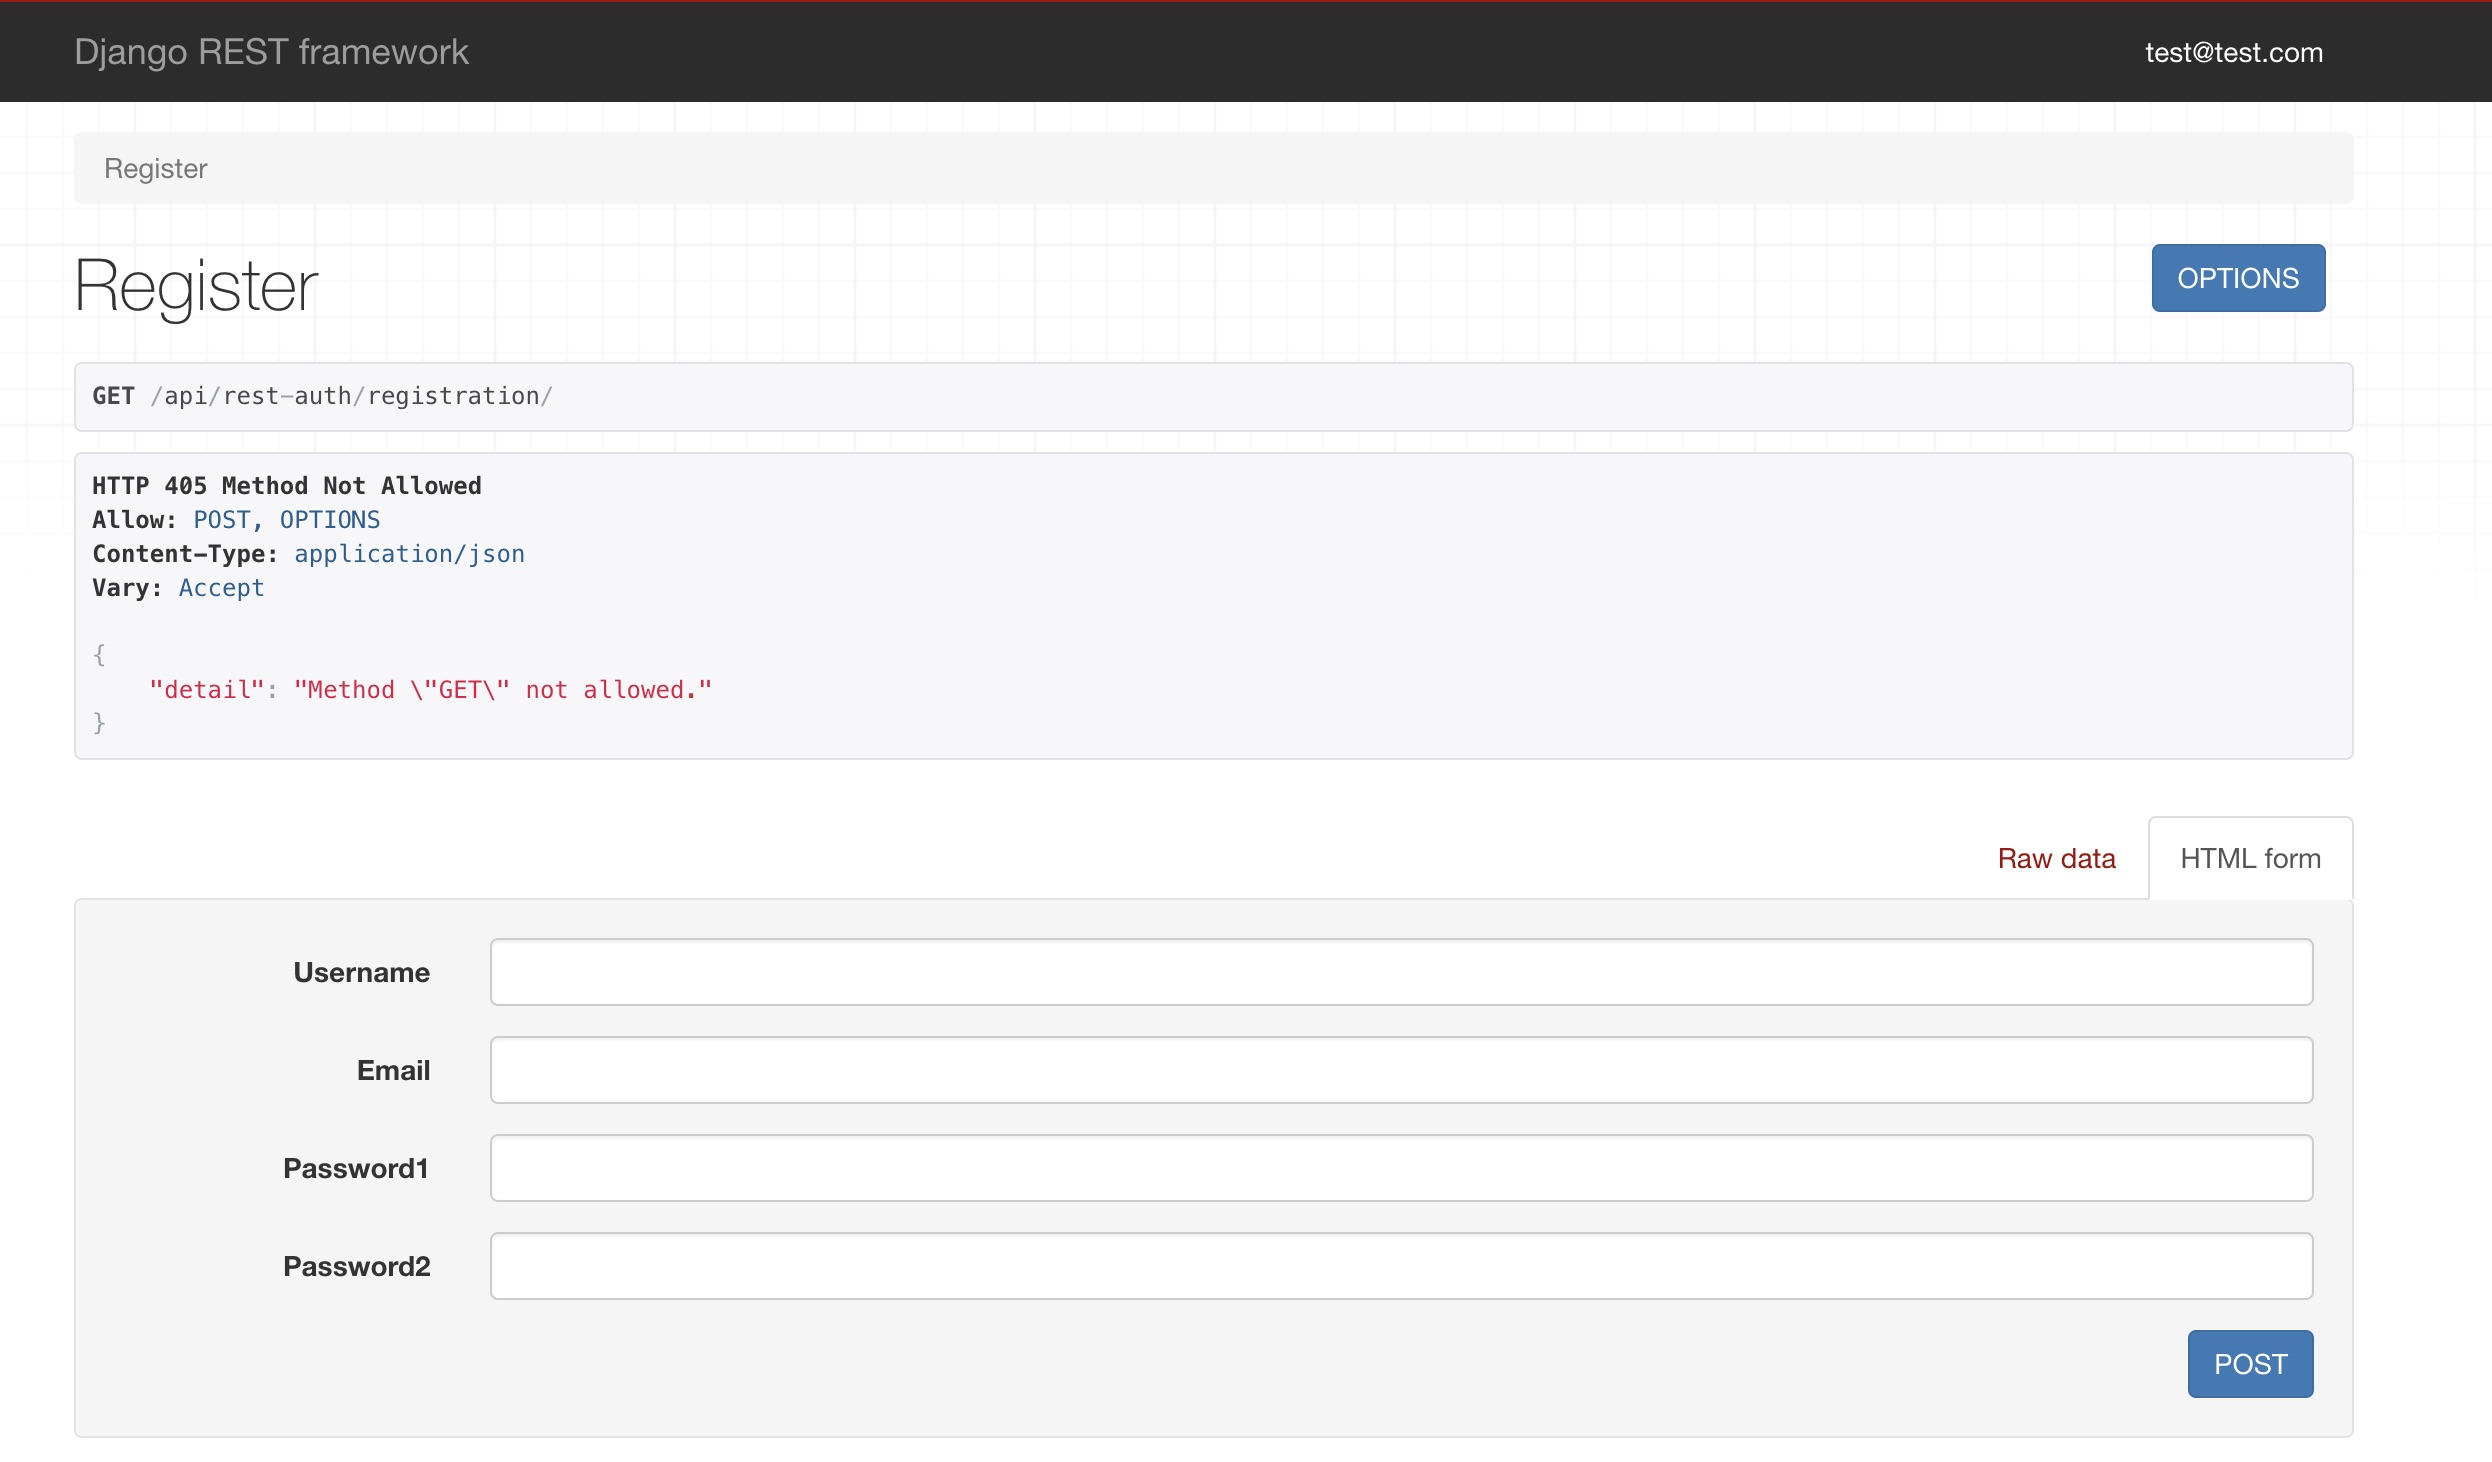 Django REST framework
test@test.com
Register
Register
OPTIONS
GET /api/rest-auth/registration/
HTTP 405 Method Not Allowed
Allow: POST, OPTIONS
Content-Type: application/json
Vary: Accept
{
    "detail": "Method \"GET\" not allowed."
}
Raw data
HTML form
Username
Email
Password1
Password2
POST